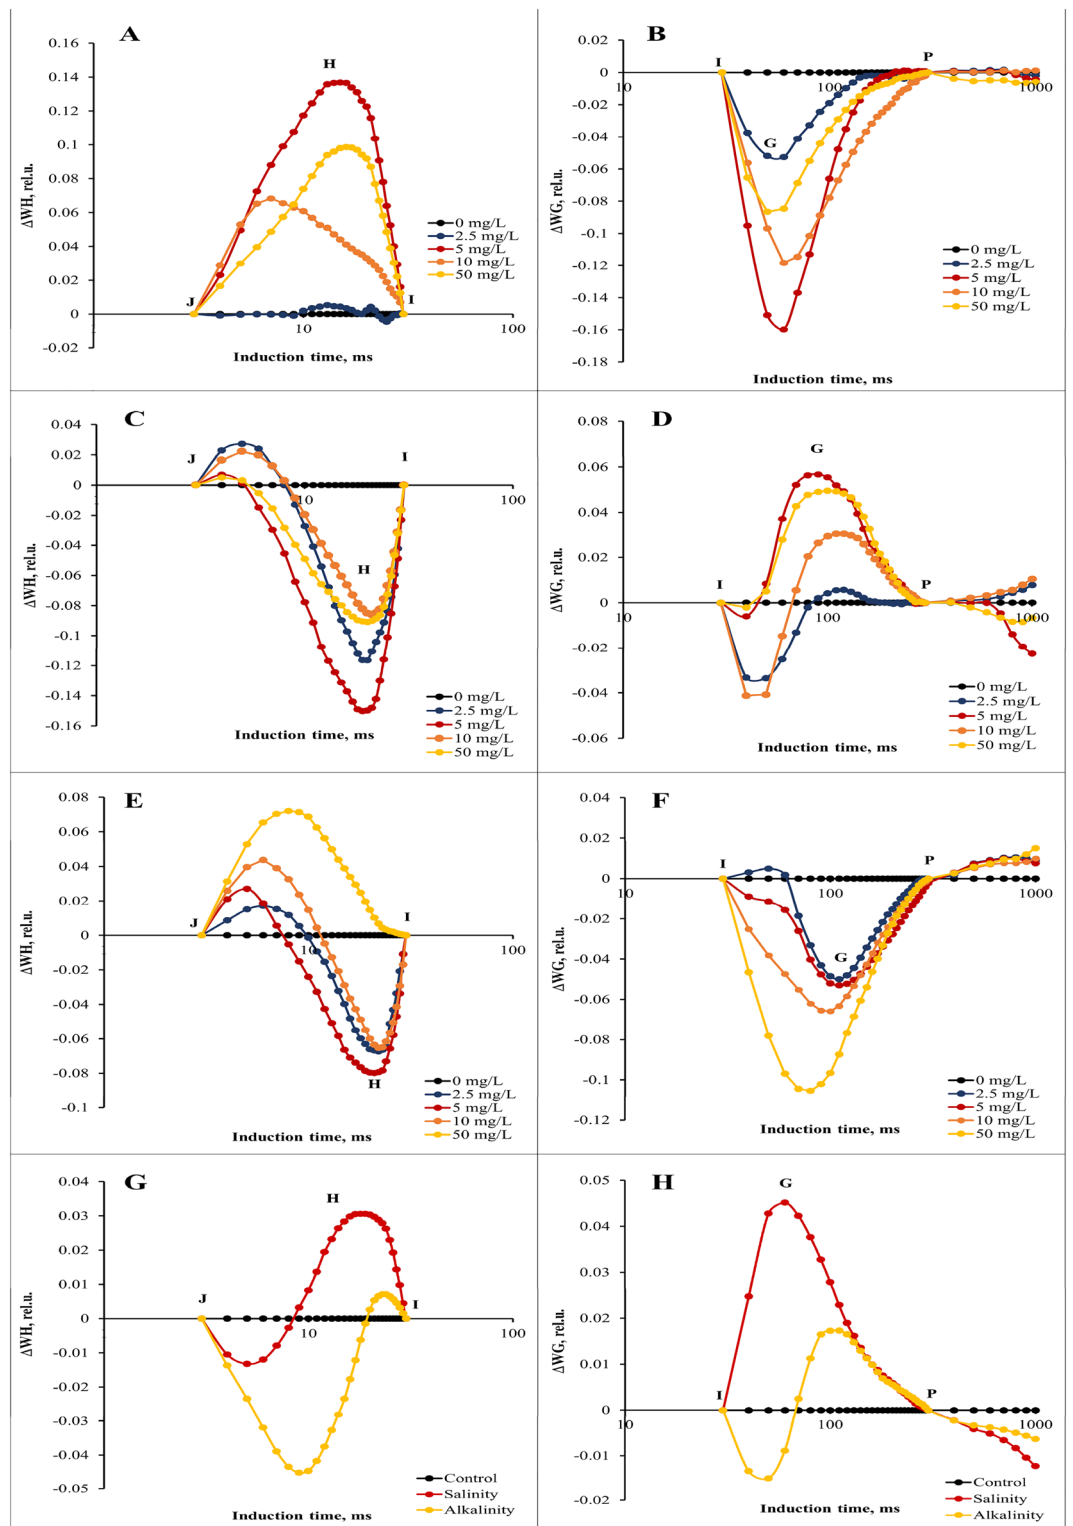 A
0.16
0.14
0.12
0.1
0.08
0.06
0.04
0.02
0
-0.02
ΔWH, rel.u.
H
J
I
1
10
100
0 mg/L
2.5 mg/L
5 mg/L
10 mg/L
50 mg/L
Induction time, ms
B
0.02
0
-0.02
-0.04
-0.06
-0.08
-0.1
-0.12
-0.14
-0.16
-0.18
ΔWG, rel.u.
I
P
G
10
100
1000
0 mg/L
2.5 mg/L
5 mg/L
10 mg/L
50 mg/L
Induction time, ms
C
0.04
0.02
0
-0.02
-0.04
-0.06
-0.08
-0.1
-0.12
-0.14
-0.16
ΔWH, rel.u.
J
I
H
10
100
0 mg/L
2.5 mg/L
5 mg/L
10 mg/L
50 mg/L
Induction time, ms
D
0.08
0.06
0.04
0.02
0
-0.02
-0.04
-0.06
ΔWG, rel.u.
G
I
P
10
100
1000
0 mg/L
2.5 mg/L
5 mg/L
10 mg/L
50 mg/L
Induction time, ms
E
0.08
0.06
0.04
0.02
0
-0.02
-0.04
-0.06
-0.08
-0.1
ΔWH, rel.u.
J
I
H
10
100
0 mg/L
2.5 mg/L
5 mg/L
10 mg/L
50 mg/L
Induction time, ms
F
0.04
0.02
0
-0.02
-0.04
-0.06
-0.08
-0.1
-0.12
ΔWG, rel.u.
I
P
G
10
100
1000
0 mg/L
2.5 mg/L
5 mg/L
10 mg/L
50 mg/L
Induction time, ms
G
0.04
0.03
0.02
0.01
0
-0.01
-0.02
-0.03
-0.04
-0.05
ΔWH, rel.u.
H
J
I
10
100
Control
Salinity
Alkalinity
Induction time, ms
H
0.05
0.04
0.03
0.02
0.01
0
-0.01
-0.02
ΔWG, rel.u.
G
I
P
10
100
1000
Control
Salinity
Alkalinity
Induction time, ms